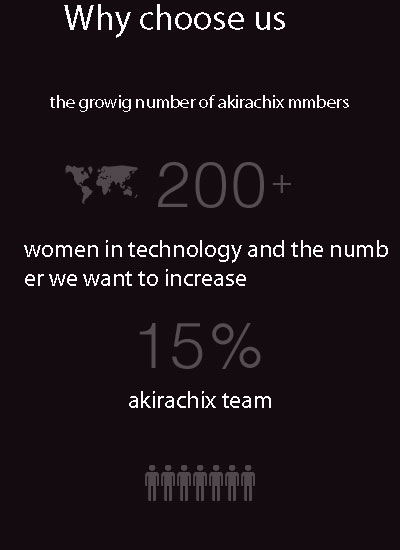 Why choose us
the growig number of akirachix mmbers
200+
women in technology and the numb
er we want to increase
15%
akirachix team